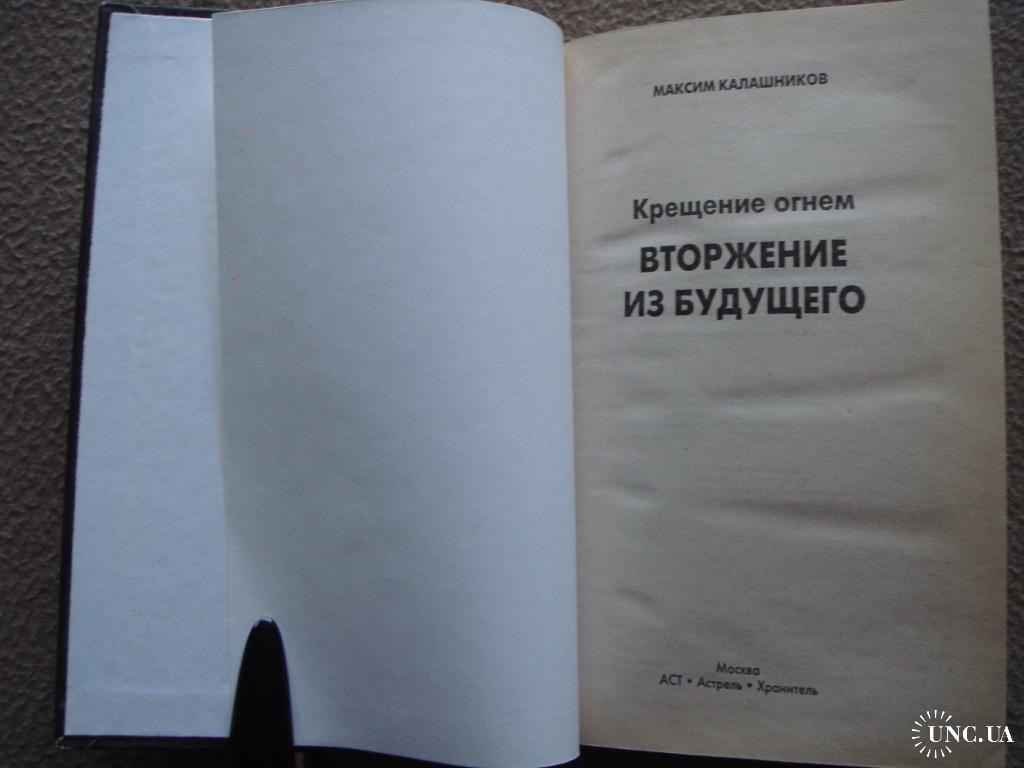 МАКСИМ КАЛАШНИКОВ
Крещение огнем
ВТОРЖЕНИЕ
ИЗ БУДУЩЕГО
Москва
АСТ • Астрель • Хранитель
UNC.UA